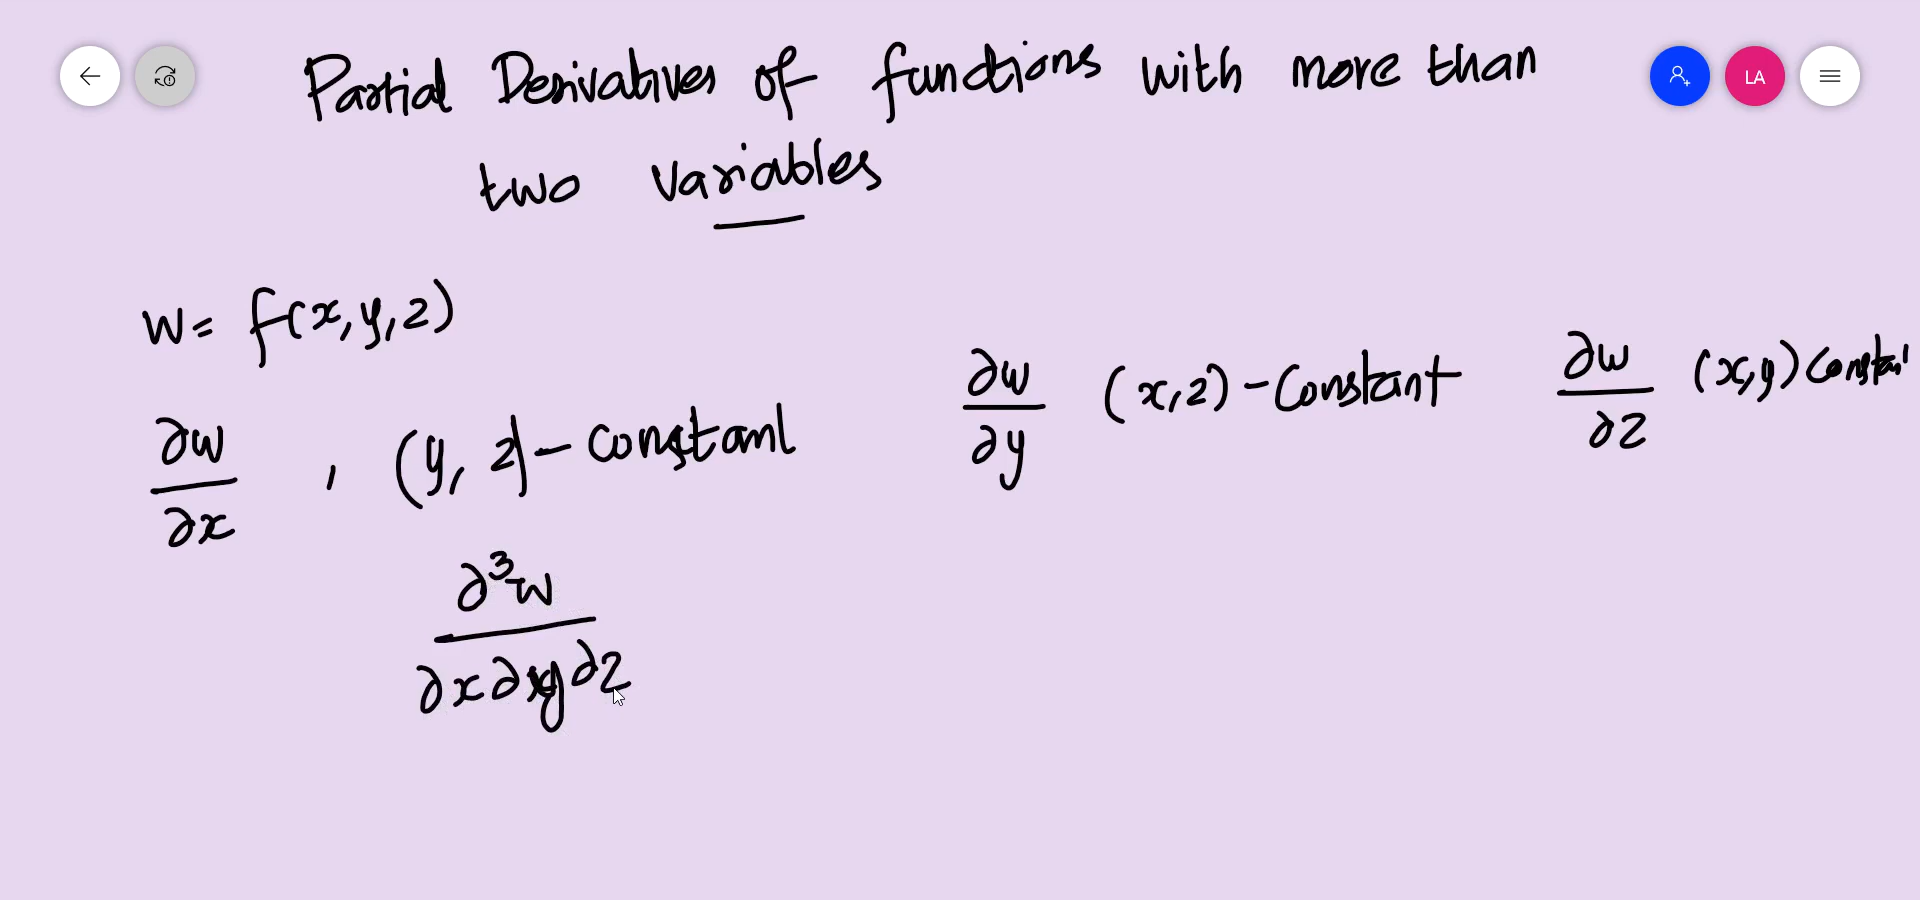 Partial Derivatives of functions with more than
two variables
LA
w = f(x, y, z)
∂w/∂x , (y, z) - constant
∂w/∂y (x, z) - Constant
∂w/∂z (x, y) Constant
∂³w/∂x∂y∂z